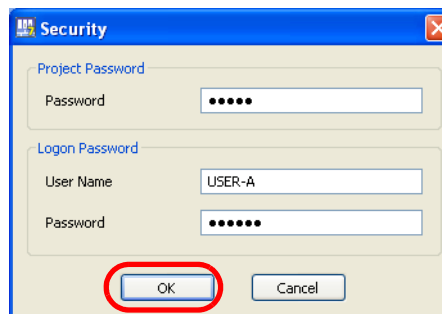 Security
Project Password
Password •••••
Logon Password
User Name USER-A
Password ••••••
OK Cancel